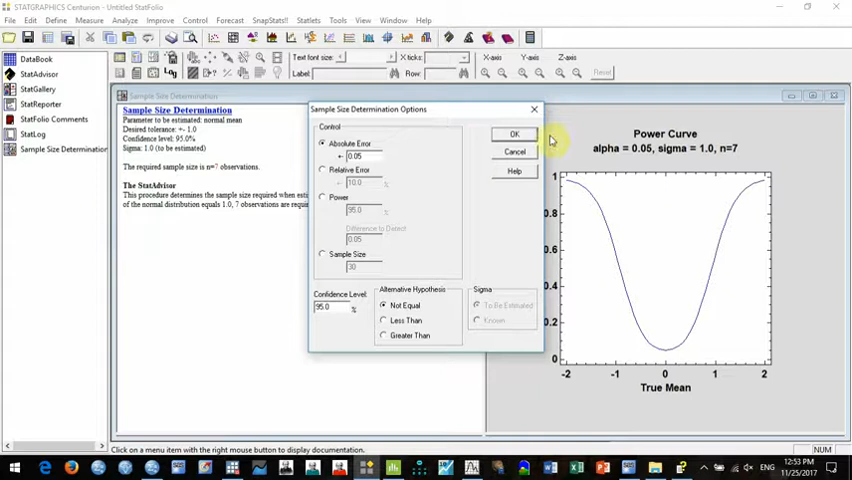 STATGRAPHICS Centurion - Untitled StatFolio
File Edit Define Measure Analyze Improve Control Forecast SnapStats!! Statlets Tools View Window Help
Text font size: X: Y: X-axis Y-axis Z-axis
Label: Row: Reset
DataBook
StatAdvisor
StatGallery
StatReporter
StatFolio Comments
StatLog
Sample Size Determination
Sample Size Determination
Sample Size Determination
Parameter to be estimated: normal mean
Desired tolerance: +- 1.0
Confidence level: 95.0%
Sigma: 1.0 (to be estimated)
The required sample size is n=7 observations.
The StatAdvisor
This procedure determines the sample size required when esti
of the normal distribution equals 1.0, 7 observations are requir
Sample Size Determination Options
Control
Absolute Error
+- 0.05
Relative Error
+- 10.0 %
Power
95.0 %
Difference to Detect
0.05
Sample Size
30
OK
Cancel
Help
Confidence Level:
95.0 %
Alternative Hypothesis
Not Equal
Less Than
Greater Than
Sigma
To Be Estimated
Known
Power Curve
alpha = 0.05, sigma = 1.0, n=7
1
0.8
0.6
0.4
0.2
0
-2 -1 0 1 2
True Mean
Click on a menu item with the right mouse button to display documentation.
NUM
ENG
12:53 PM
11/25/2017